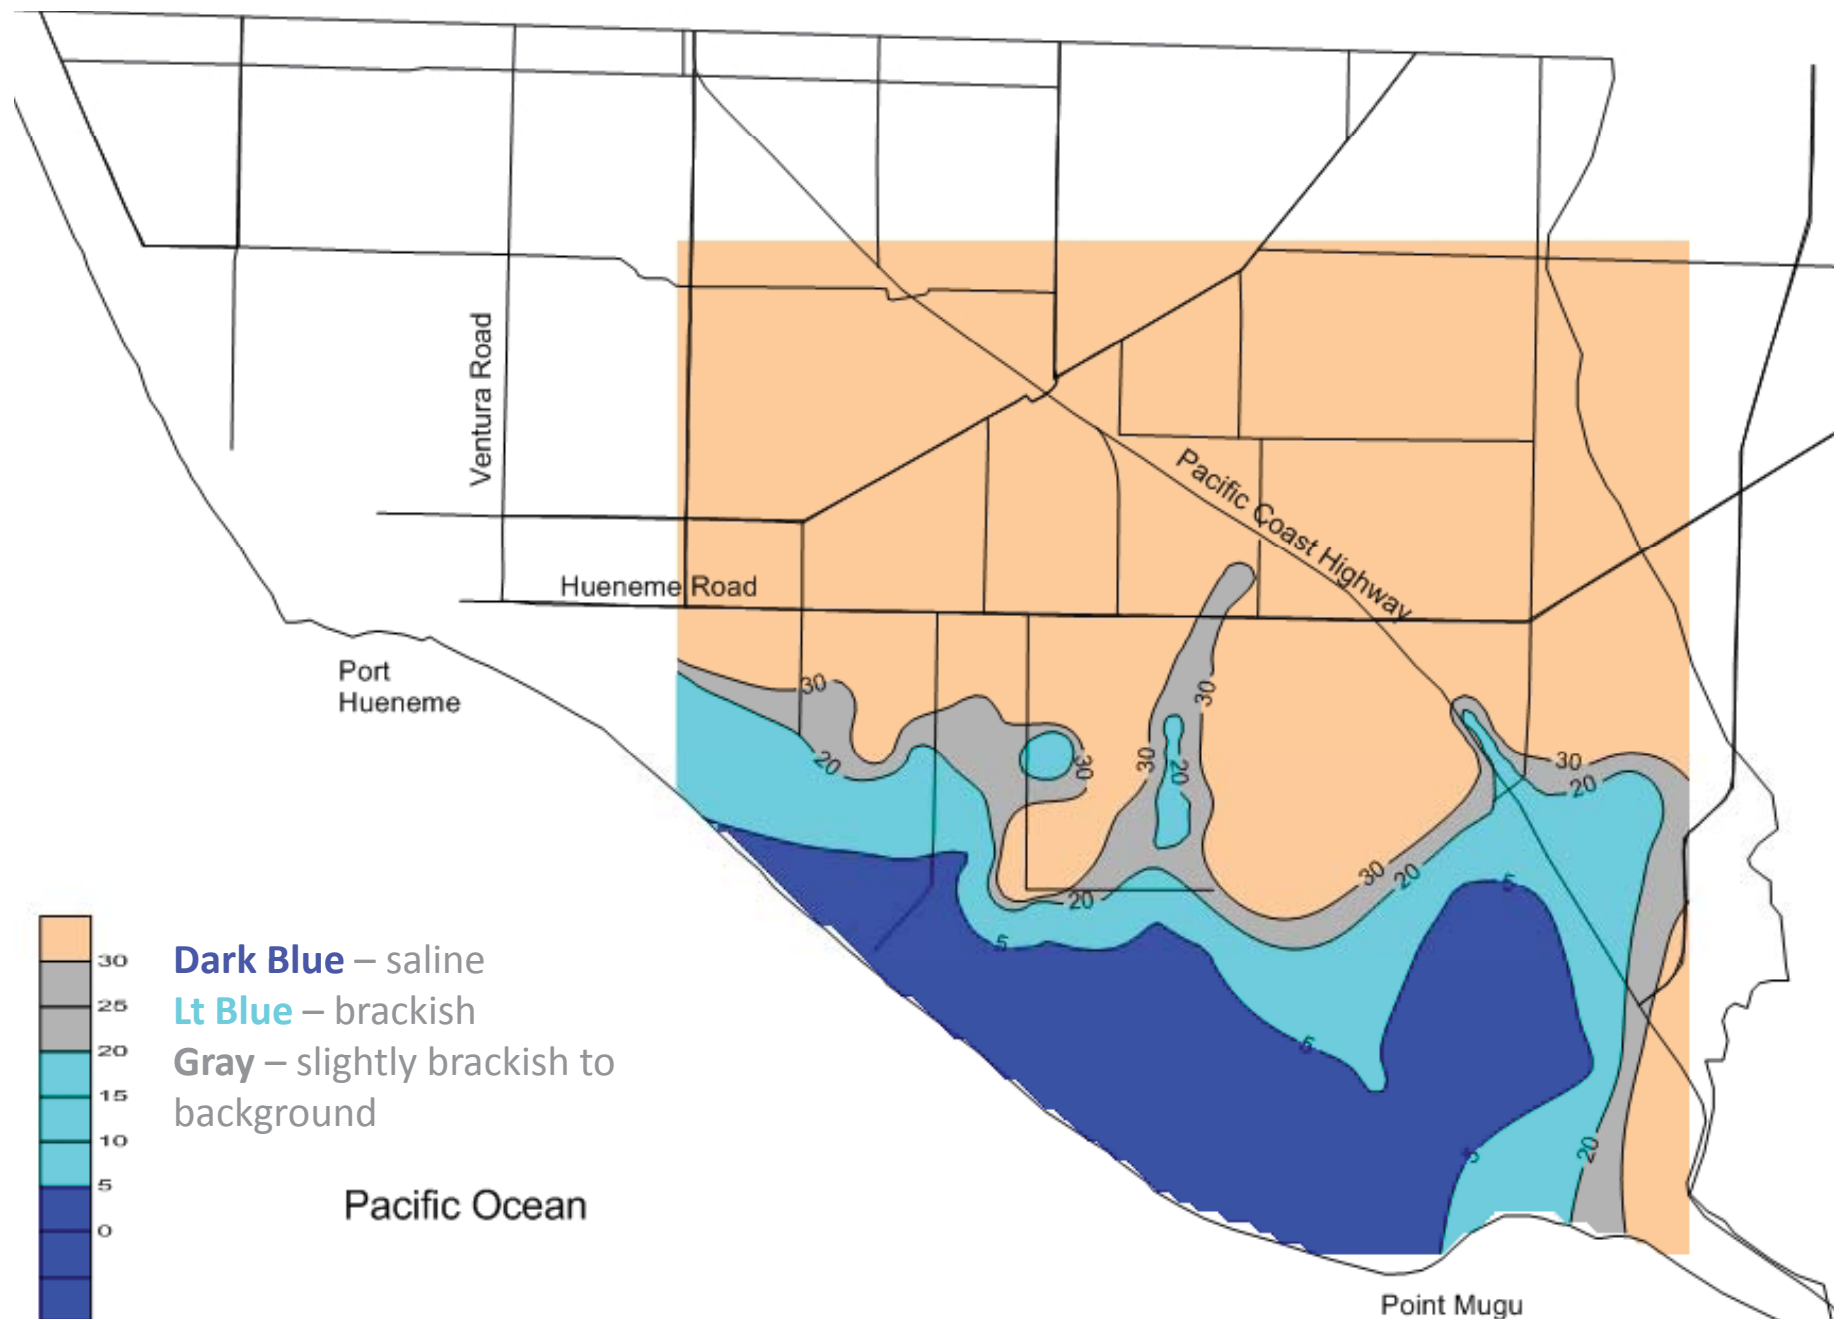 Ventura Road
Pacific Coast Highway
Hueneme Road
Port
Hueneme
30
30
20
30
30
20
30
30
20
30
20
20
5
5
5
20
5
30
25
20
15
10
5
0
Dark Blue – saline
Lt Blue – brackish
Gray – slightly brackish to
background
Pacific Ocean
Point Mugu